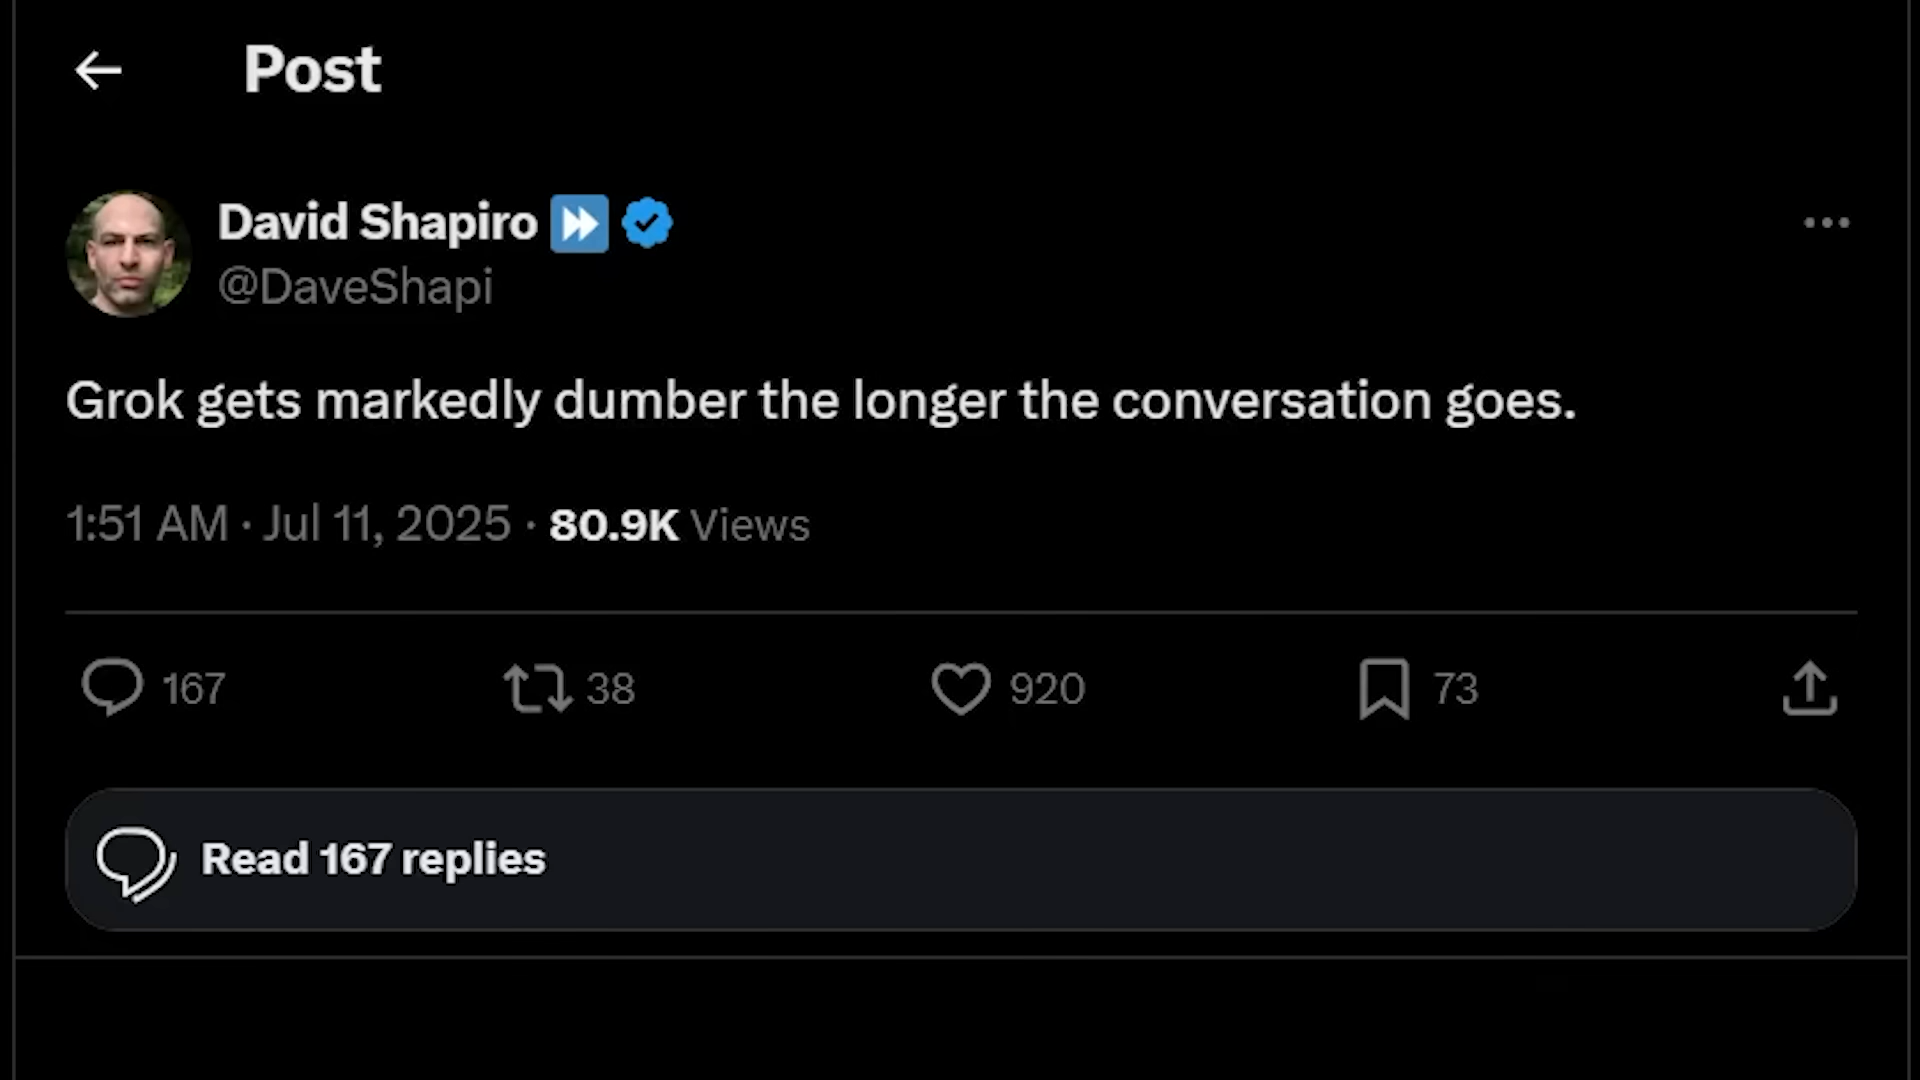 Post
David Shapiro ⏩
@DaveShapi
Grok gets markedly dumber the longer the conversation goes.
1:51 AM · Jul 11, 2025 · 80.9K Views
167 38 920 73
Read 167 replies